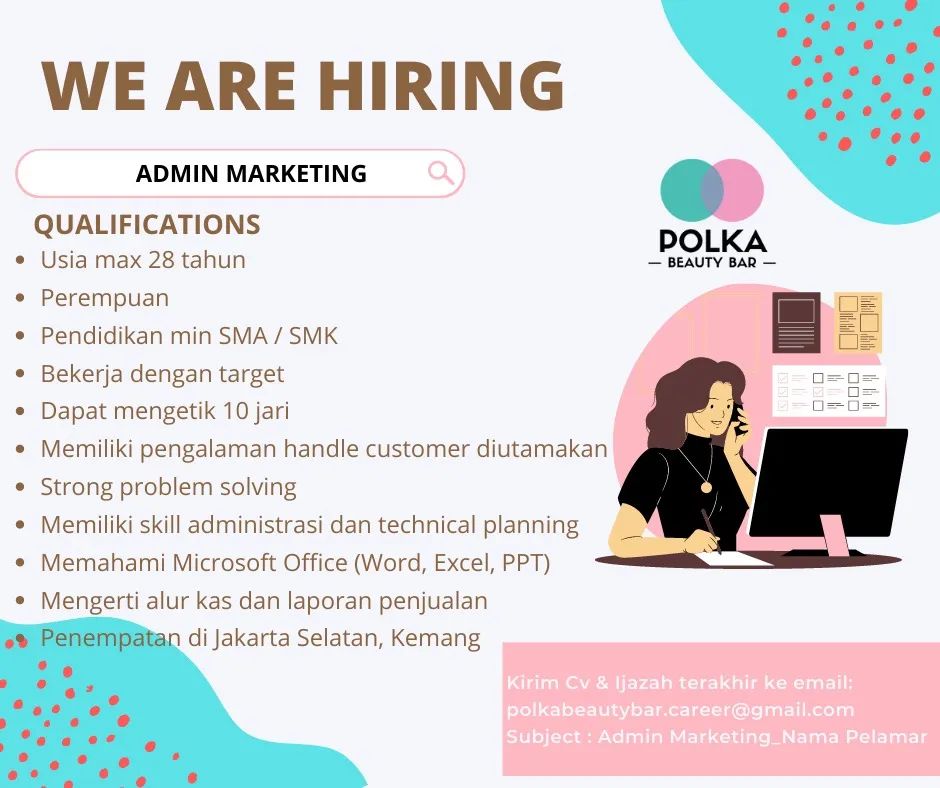 WE ARE HIRING
ADMIN MARKETING
QUALIFICATIONS
• Usia max 28 tahun
• Perempuan
• Pendidikan min SMA / SMK
• Bekerja dengan target
• Dapat mengetik 10 jari
• Memiliki pengalaman handle customer diutamakan
• Strong problem solving
• Memiliki skill administrasi dan technical planning
• Memahami Microsoft Office (Word, Excel, PPT)
• Mengerti alur kas dan laporan penjualan
• Penempatan di Jakarta Selatan, Kemang
POLKA
— BEAUTY BAR —
Kirim Cv & Ijazah terakhir ke email:
polkabeautybar.career@gmail.com
Subject : Admin Marketing_Nama Pelamar